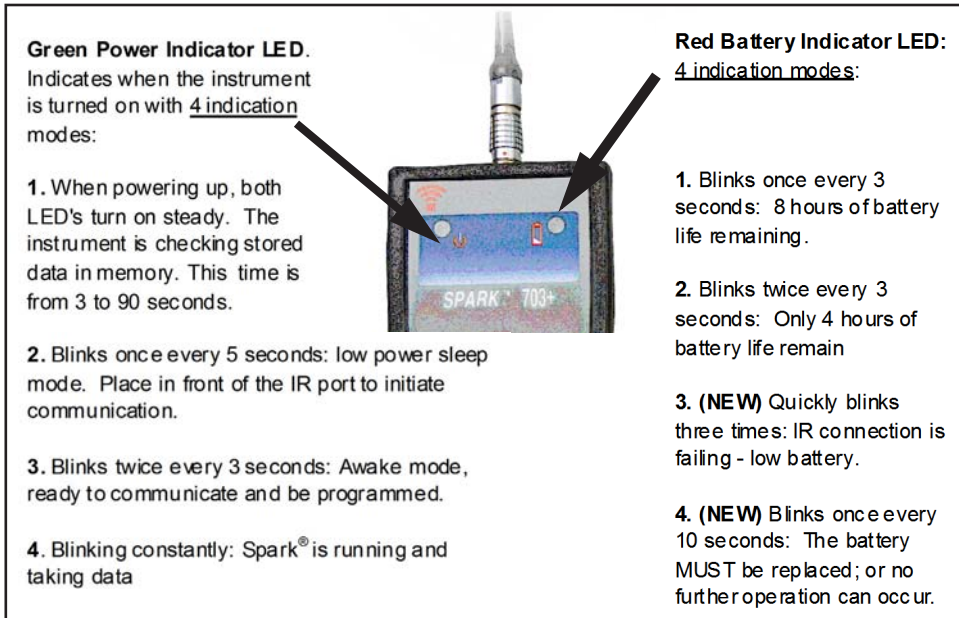 Green Power Indicator LED.
Indicates when the instrument
is turned on with 4 indication
modes:
1. When powering up, both
LED's turn on steady. The
instrument is checking stored
data in memory. This time is
from 3 to 90 seconds.
2. Blinks once every 5 seconds: low power sleep
mode. Place in front of the IR port to initiate
communication.
3. Blinks twice every 3 seconds: Awake mode,
ready to communicate and be programmed.
4. Blinking constantly: Spark® is running and
taking data
SPARK 703+
Red Battery Indicator LED:
4 indication modes:
1. Blinks once every 3
seconds: 8 hours of battery
life remaining.
2. Blinks twice every 3
seconds: Only 4 hours of
battery life remain
3. (NEW) Quickly blinks
three times: IR connection is
failing - low battery.
4. (NEW) Blinks once every
10 seconds: The battery
MUST be replaced; or no
further operation can occur.